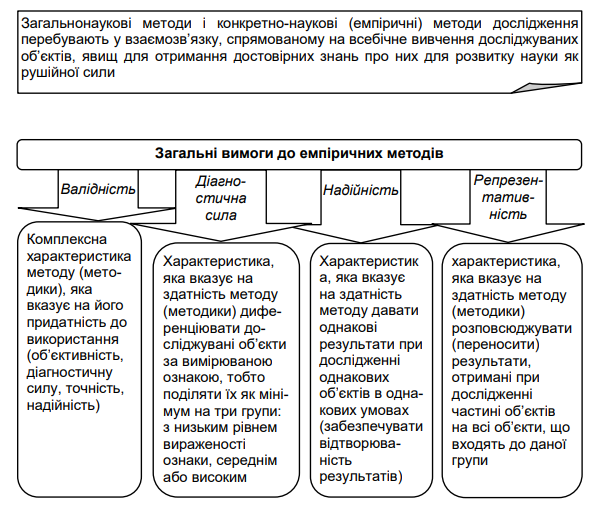 Загальнонаукові методи і конкретно-наукові (емпіричні) методи дослідження
перебувають у взаємозв’язку, спрямованому на всебічне вивчення досліджуваних
об’єктів, явищ для отримання достовірних знань про них для розвитку науки як
рушійної сили
Загальні вимоги до емпіричних методів
Валідність
Діагно-
стична
сила
Надійність
Репрезен-
татив-
ність
Комплексна
характеристика
методу (мето-
дики), яка
вказує на його
придатність до
використання
(об’єктивність,
діагностичну
силу, точність,
надійність)
Характеристика,
яка вказує на
здатність методу
(методики) дифе-
ренціювати до-
сліджувані об’єкти
за вимірюваною
ознакою, тобто
поділяти їх як міні-
мум на три групи:
з низьким рівнем
вираженості
ознаки, середнім
або високим
Характеристик
а, яка вказує
на здатність
методу давати
однакові
результати при
дослідженні
однакових
об’єктів в одна-
кових умовах
(забезпечувати
відтворюва-
ність
результатів)
характеристика,
яка вказує на
здатність методу
(методики)
розповсюджувати
(переносити)
результати,
отримані при
дослідженні
частині об’єктів
на всі об’єкти, що
входять до даної
групи